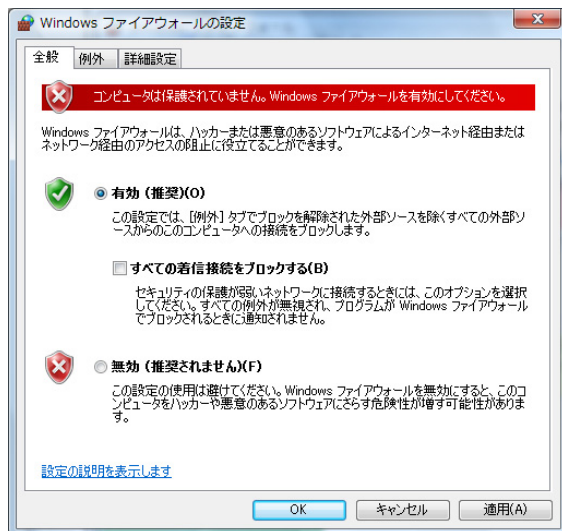 Windows ファイアウォールの設定
全般 例外 詳細設定
コンピュータは保護されていません。Windows ファイアウォールを有効にしてください。
Windows ファイアウォールは、ハッカーまたは悪意のあるソフトウェアによるインターネット経由または
ネットワーク経由のアクセスの阻止に役立てることができます。
有効 (推奨)(O)
この設定では、[例外] タブでブロックを解除された外部ソースを除くすべての外部ソ
ースからのこのコンピュータへの接続をブロックします。
すべての着信接続をブロックする(B)
セキュリティの保護が弱いネットワークに接続するときには、このオプションを選択
してください。すべての例外が無視され、プログラムが Windows ファイアウォール
でブロックされるときに通知されません。
無効 (推奨されません)(F)
この設定の使用は避けてください。Windows ファイアウォールを無効にすると、このコ
ンピュータをハッカーや悪意のあるソフトウェアにさらす危険性が増す可能性がありま
す。
設定の説明を表示します
OK キャンセル 適用(A)